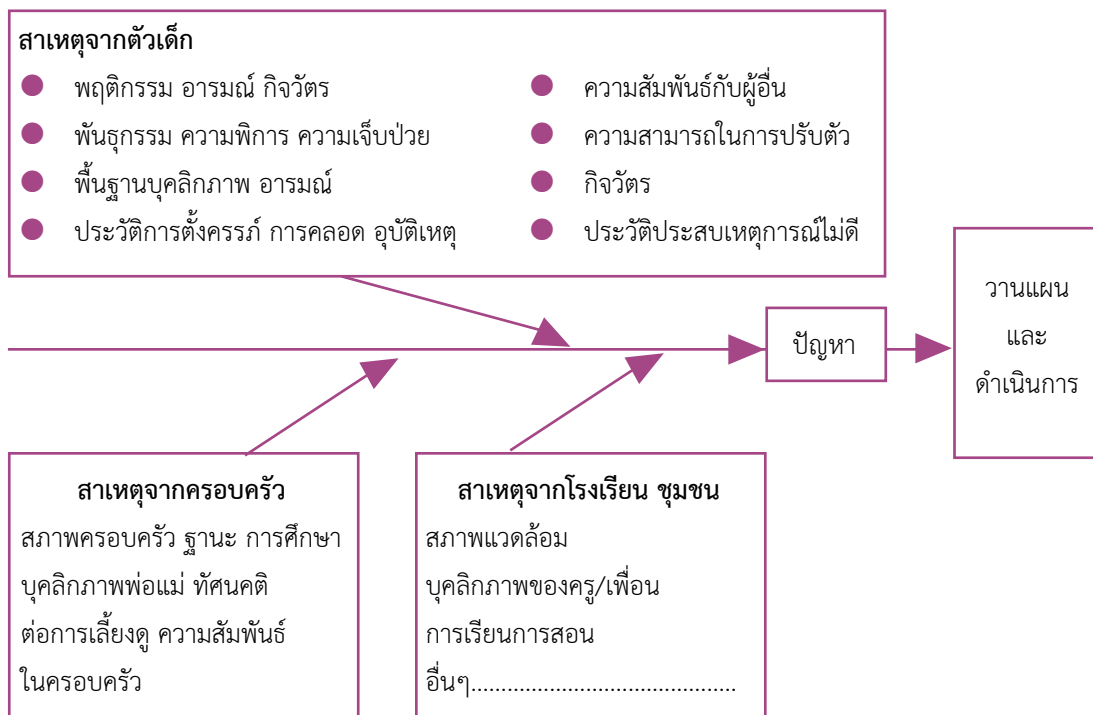 สาเหตุจากตัวเด็ก
พฤติกรรม อารมณ์ กิจวัตร
พันธุกรรม ความพิการ ความเจ็บป่วย
พื้นฐานบุคลิกภาพ อารมณ์
ประวัติการตั้งครรภ์ การคลอด อุบัติเหตุ
ความสัมพันธ์กับผู้อื่น
ความสามารถในการปรับตัว
กิจวัตร
ประวัติประสบเหตุการณ์ไม่ดี
ปัญหา
วานแผน
และ
ดำเนินการ
สาเหตุจากครอบครัว
สภาพครอบครัว ฐานะ การศึกษา
บุคลิกภาพพ่อแม่ ทัศนคติ
ต่อการเลี้ยงดู ความสัมพันธ์
ในครอบครัว
สาเหตุจากโรงเรียน ชุมชน
สภาพแวดล้อม
บุคลิกภาพของครู/เพื่อน
การเรียนการสอน
อื่นๆ............................................